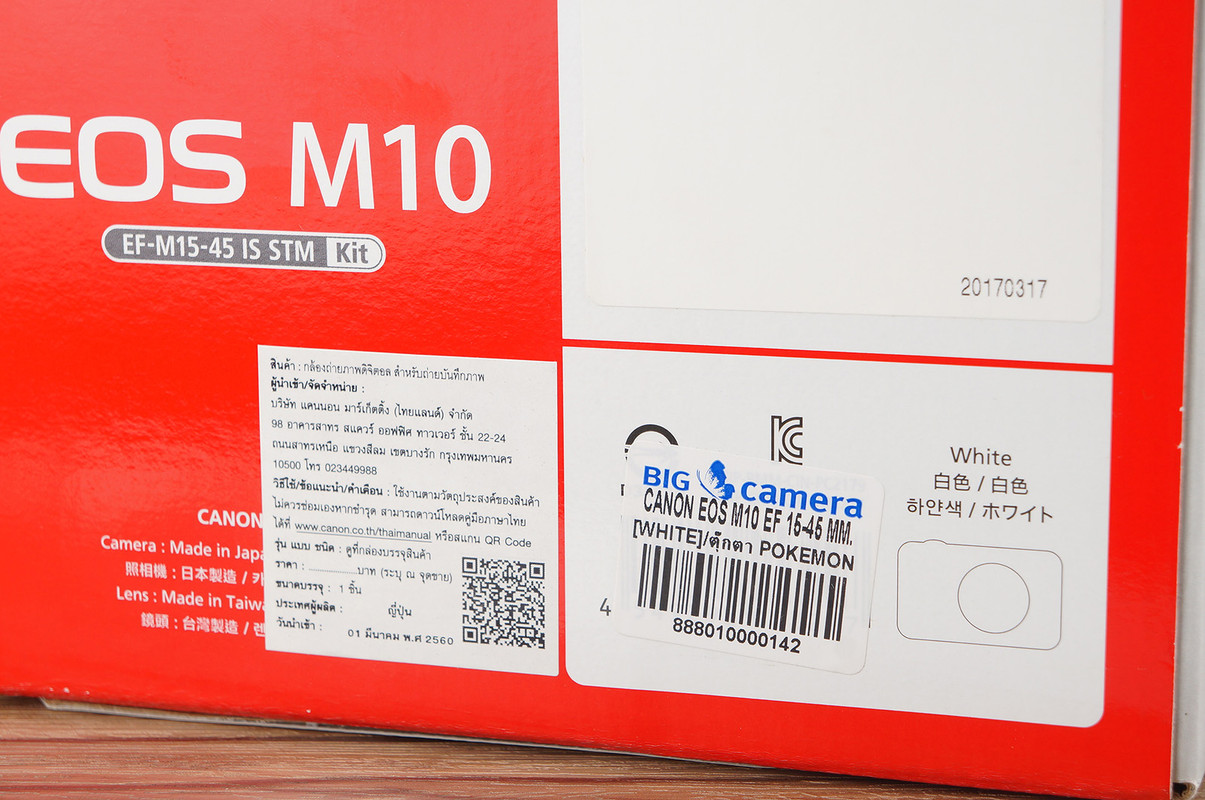 EOS M10
EF-M15-45 IS STM Kit
20170317
สินค้า : กล้องถ่ายภาพดิจิตอล สำหรับถ่ายบันทึกภาพ
ผู้นำเข้า/จัดจำหน่าย :
บริษัท แคนนอน มาร์เก็ตติ้ง (ไทยแลนด์) จำกัด
98 อาคารสาทร สแควร์ ออฟฟิศ ทาวเวอร์ ชั้น 22-24
ถนนสาทรเหนือ แขวงสีลม เขตบางรัก กรุงเทพมหานคร
10500 โทร 023449988
วิธีใช้/ข้อแนะนำ/คำเตือน : ใช้งานตามวัตถุประสงค์ของสินค้า
ไม่ควรซ่อมเองหากชำรุด สามารถดาวน์โหลดคู่มือภาษาไทย
ได้ที่ www.canon.co.th/thaimanual หรือสแกน QR Code
รุ่น แบบ ชนิด : ดูที่กล่องบรรจุสินค้า
ราคา : ................บาท (ระบุ ณ จุดขาย)
ขนาดบรรจุ : 1 ชิ้น
ประเทศผู้ผลิต : ญี่ปุ่น
วันนำเข้า : 01 มีนาคม พ.ศ 2560
CANON
Camera : Made in Japa
照相機 : 日本製造 / 카
Lens : Made in Taiwa
鏡頭 : 台灣製造 / 렌
BIG camera
CANON EOS M10 EF 15-45 MM.
[WHITE]/ตุ๊กตา POKEMON
888010000142
4
White
白色 / 白色
하얀색 / ホワイト